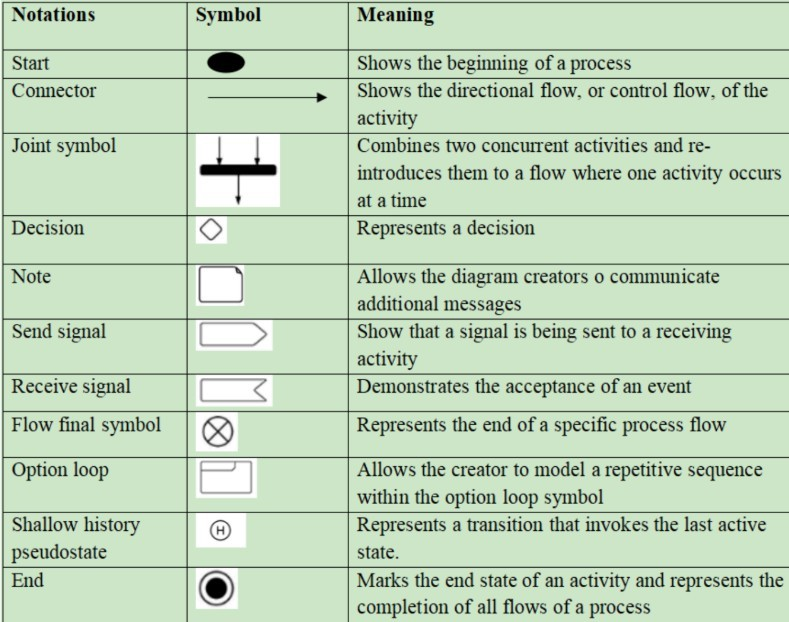 Notations Symbol Meaning
Start Shows the beginning of a process
Connector Shows the directional flow, or control flow, of the
activity
Joint symbol Combines two concurrent activities and re-
introduces them to a flow where one activity occurs
at a time
Decision Represents a decision
Note Allows the diagram creators o communicate
additional messages
Send signal Show that a signal is being sent to a receiving
activity
Receive signal Demonstrates the acceptance of an event
Flow final symbol Represents the end of a specific process flow
Option loop Allows the creator to model a repetitive sequence
within the option loop symbol
Shallow history H Represents a transition that invokes the last active
pseudostate state.
End Marks the end state of an activity and represents the
completion of all flows of a process